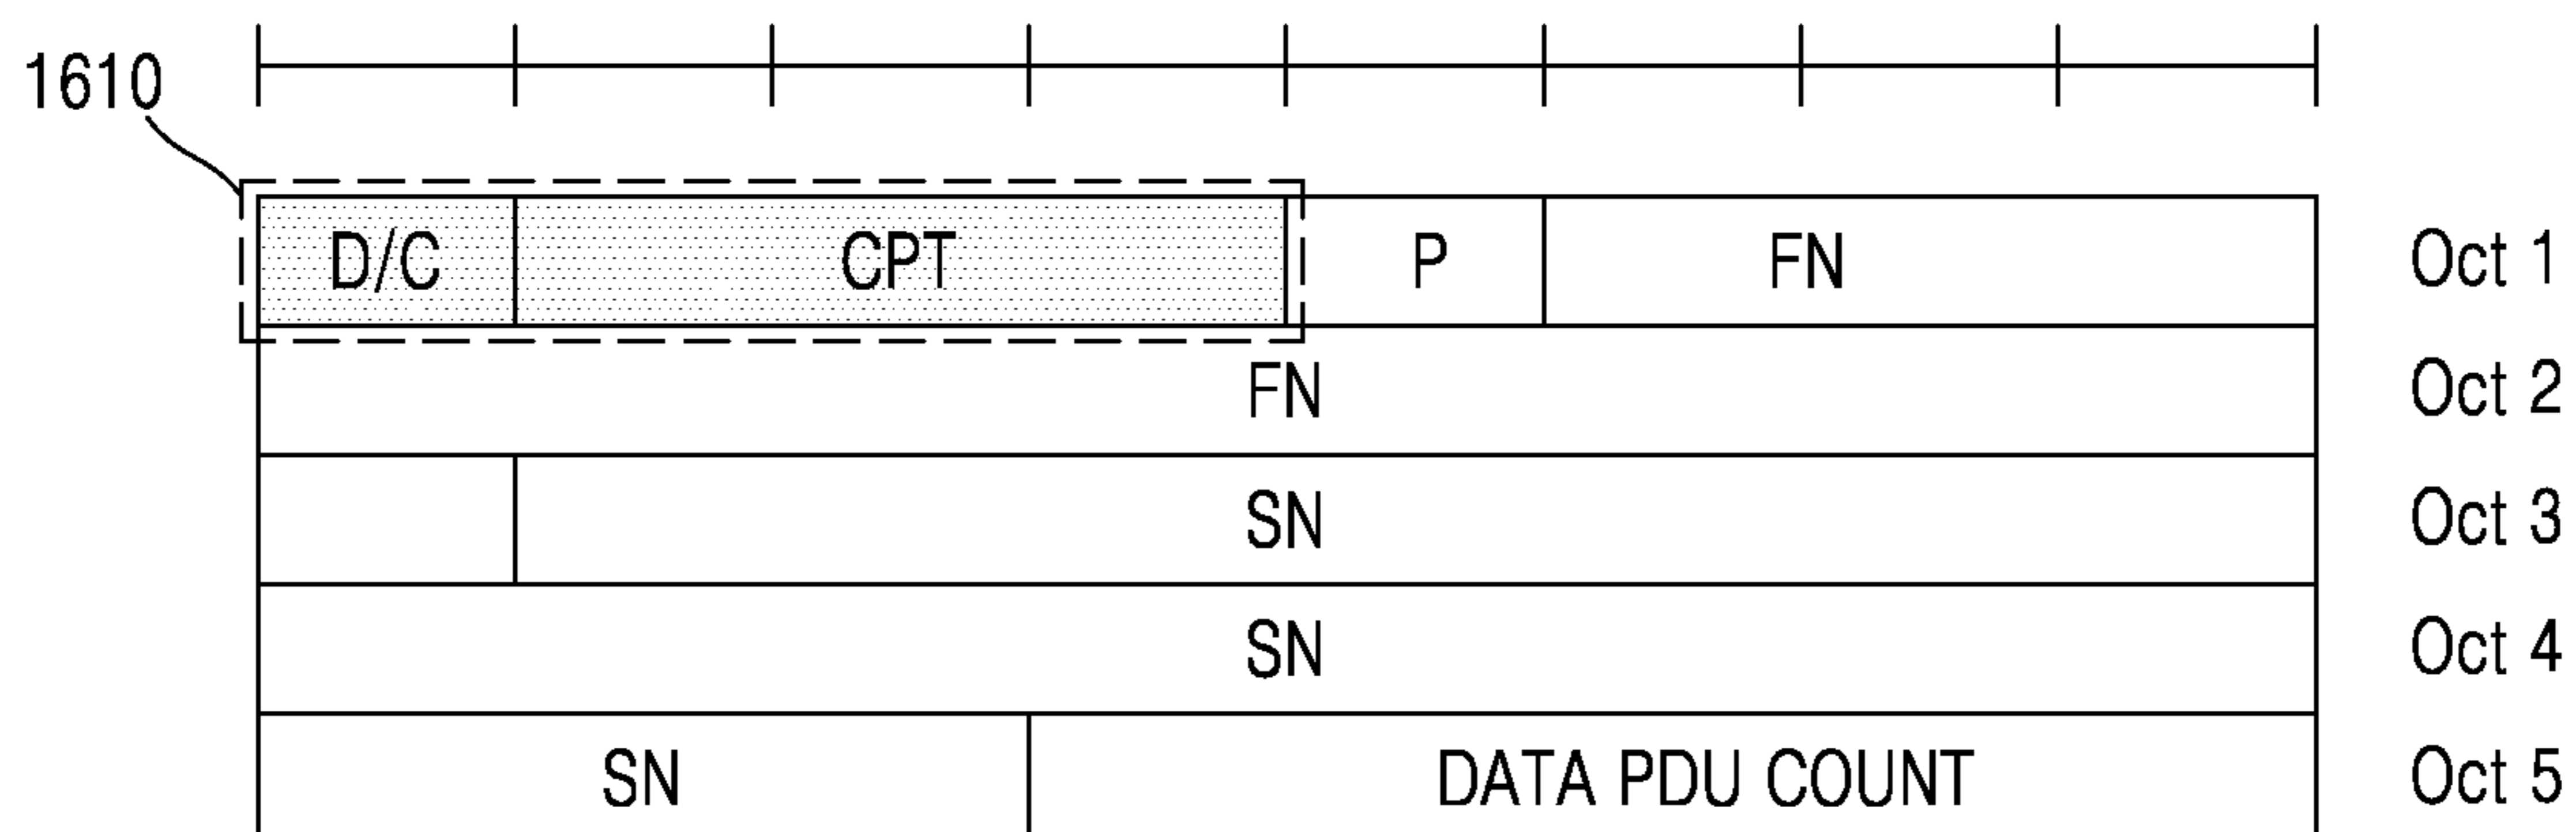 1610
D/C CPT P FN Oct 1
FN Oct 2
SN Oct 3
SN Oct 4
SN DATA PDU COUNT Oct 5